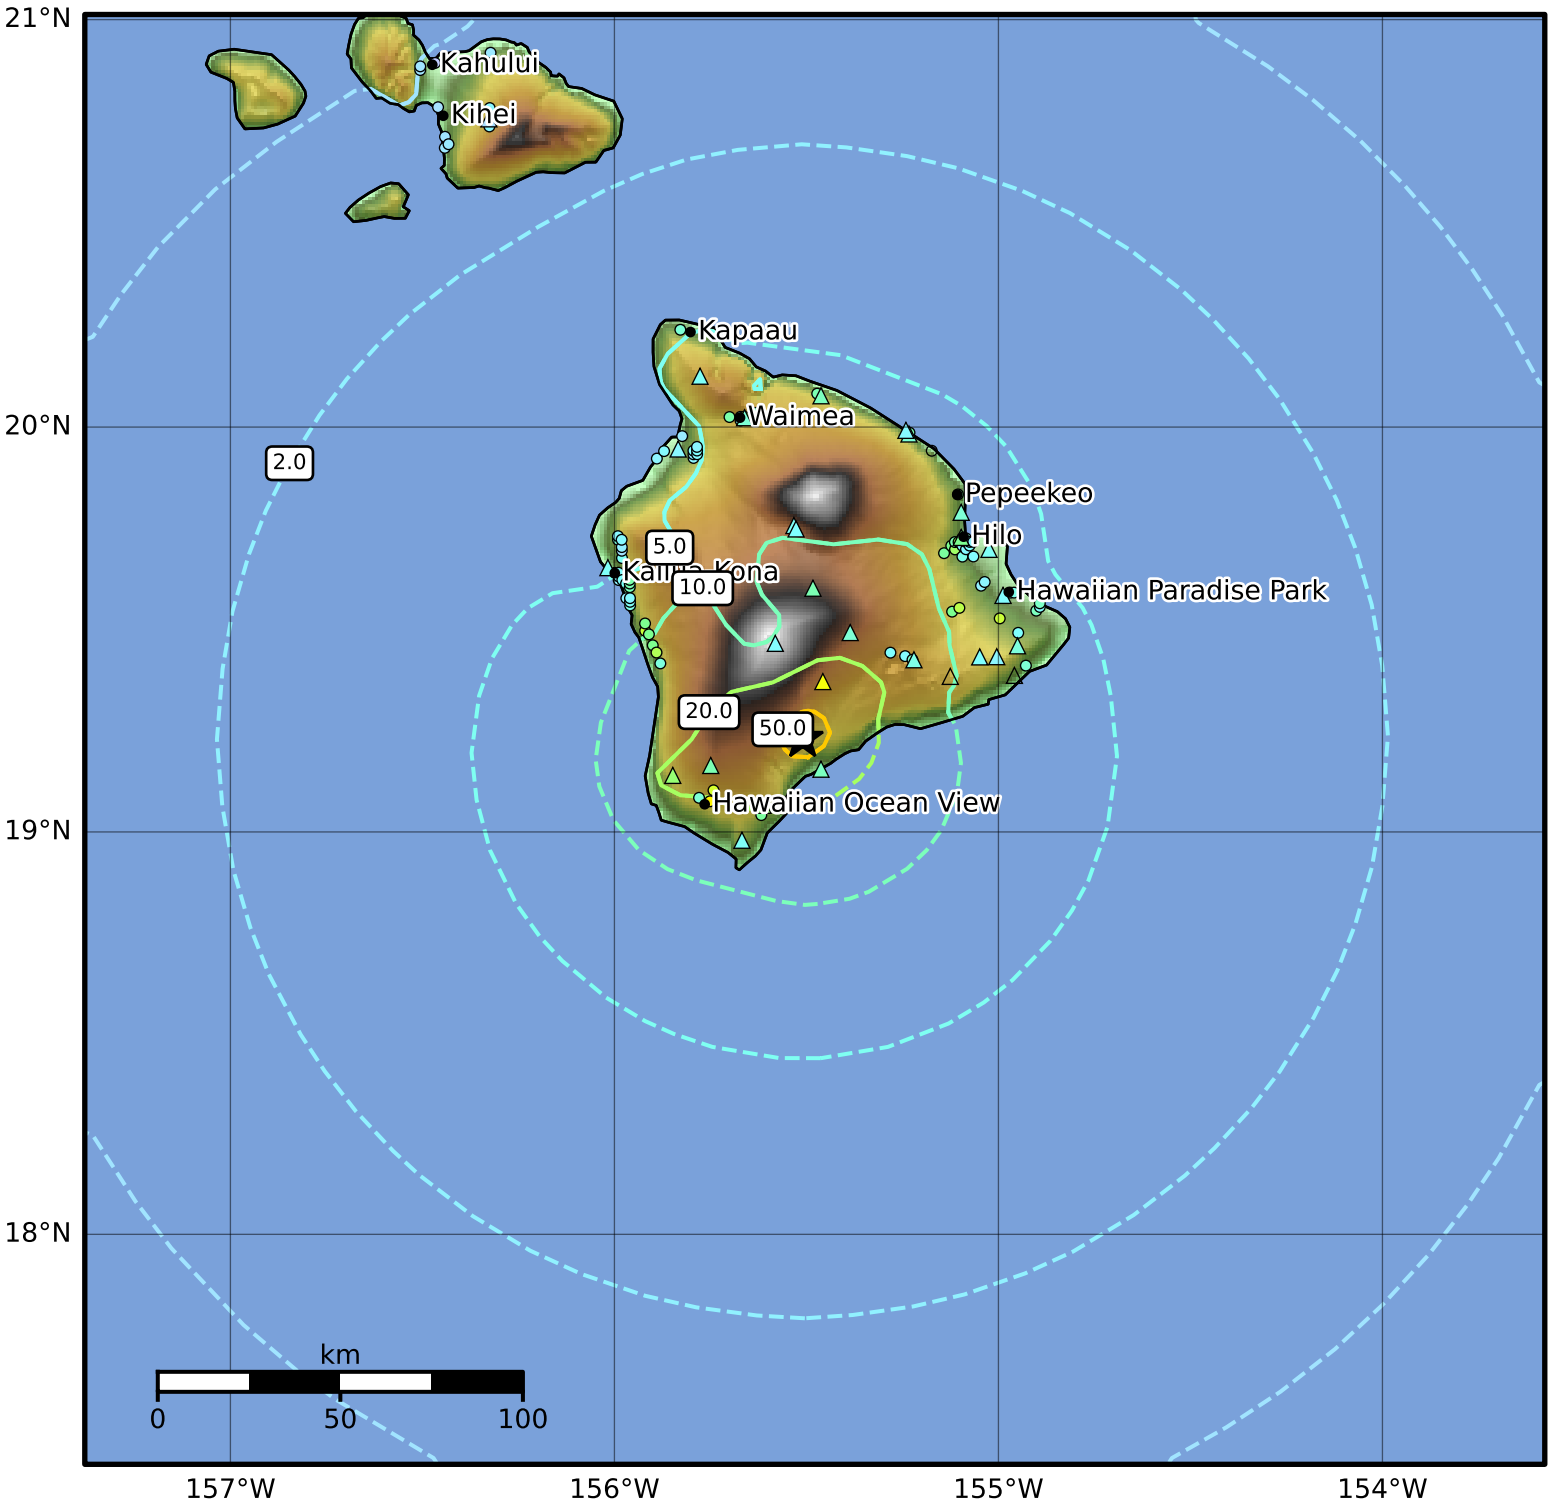 21°N
Kahului
Kihei
Kapaau
Waimea
20°N
2.0
Pepeekeo
Hilo
5.0
Kailua-Kona
10.0
Hawaiian Paradise Park
20.0
50.0
Hawaiian Ocean View
19°N
18°N
km
0 50 100
157°W 156°W 155°W 154°W